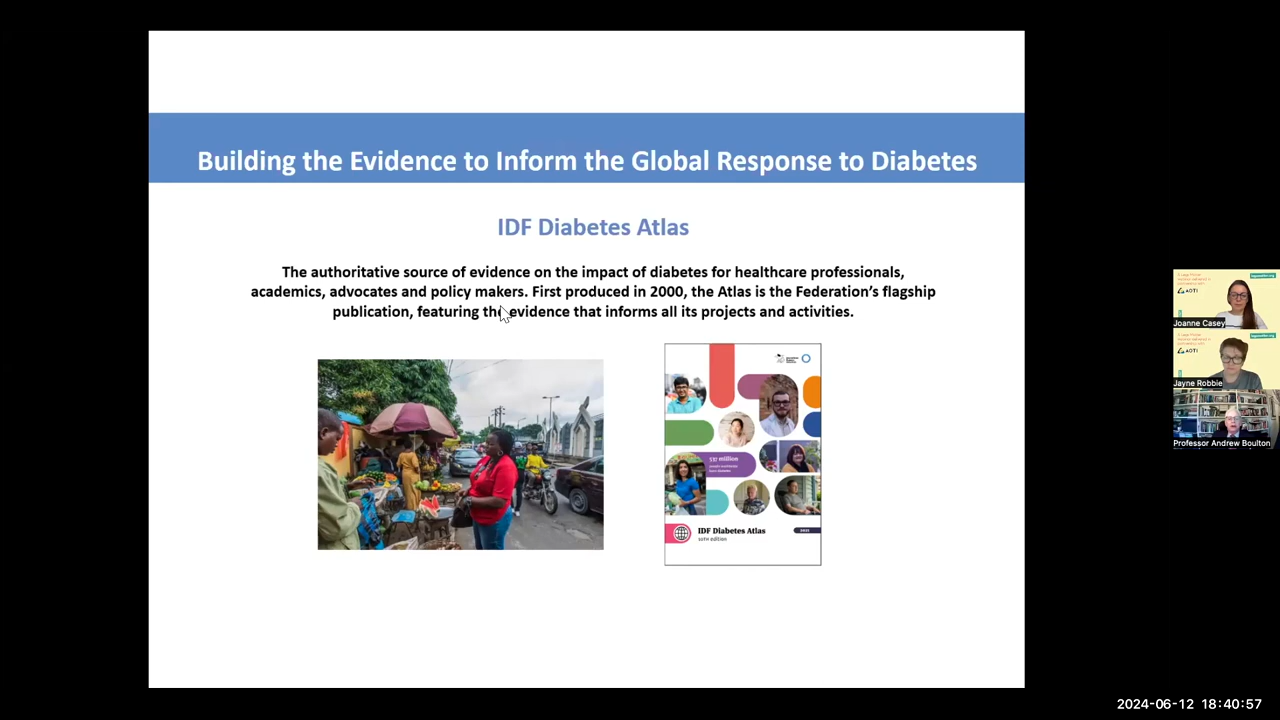 Building the Evidence to Inform the Global Response to Diabetes
IDF Diabetes Atlas
The authoritative source of evidence on the impact of diabetes for healthcare professionals,
academics, advocates and policy makers. First produced in 2000, the Atlas is the Federation's flagship
publication, featuring the evidence that informs all its projects and activities.
537 million
IDF Diabetes Atlas
10TH edition
AOTI
Joanne Casey
AOTI
Jayne Robbie
Professor Andrew Boulton
2024-06-12 18:40:57